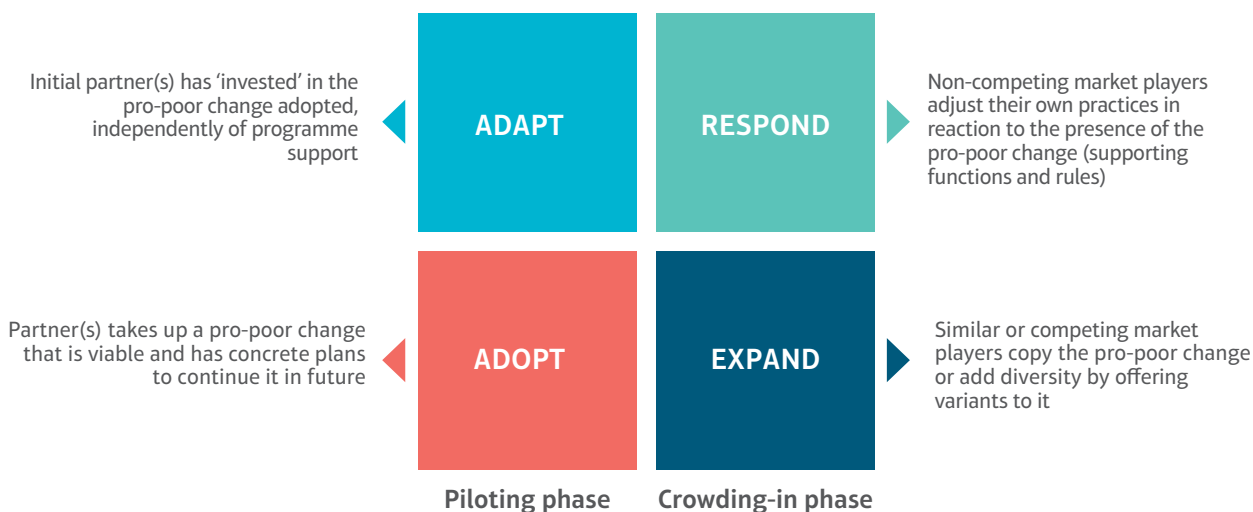 Initial partner(s) has ‘invested’ in the
pro-poor change adopted,
independently of programme
support
ADAPT
RESPOND
Non-competing market players
adjust their own practices in
reaction to the presence of the
pro-poor change (supporting
functions and rules)
Partner(s) takes up a pro-poor change
that is viable and has concrete plans
to continue it in future
ADOPT
EXPAND
Similar or competing market
players copy the pro-poor change
or add diversity by offering
variants to it
Piloting phase
Crowding-in phase